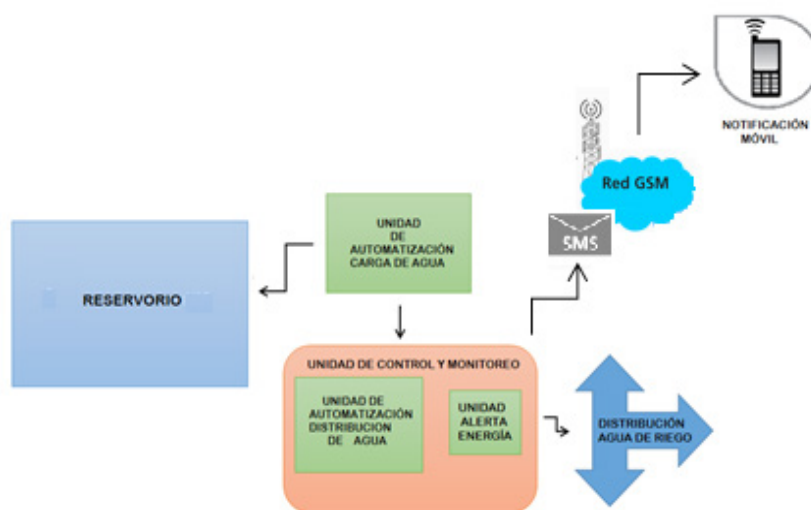 NOTIFICACIÓN
MÓVIL
Red GSM
SMS
UNIDAD
DE
AUTOMATIZACIÓN
CARGA DE AGUA
RESERVORIO
UNIDAD DE CONTROL Y MONITOREO
UNIDAD DE
AUTOMATIZACIÓN
DISTRIBUCION
DE AGUA
UNIDAD
ALERTA
ENERGÍA
DISTRIBUCIÓN
AGUA DE RIEGO